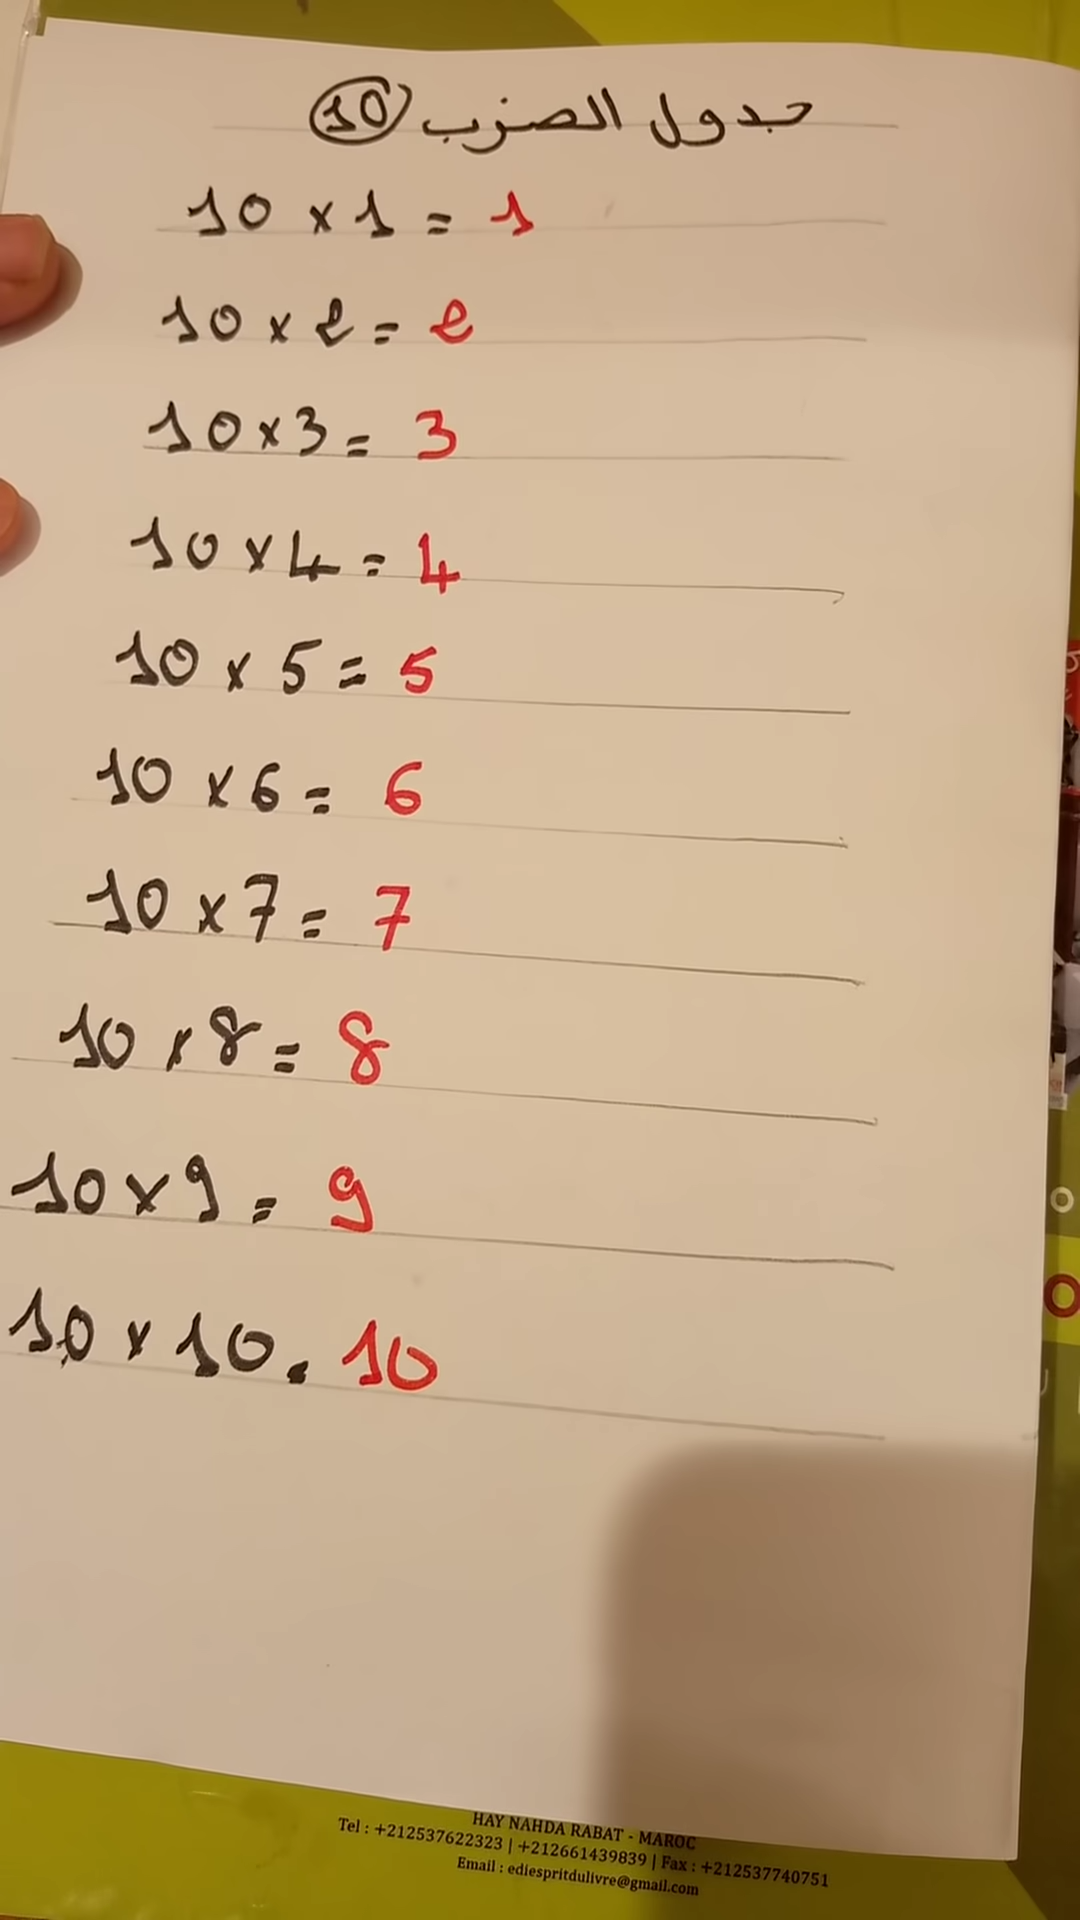 جدول الضرب 10
10 × 1 = 1
10 × 2 = 2
10 × 3 = 3
10 × 4 = 4
10 × 5 = 5
10 × 6 = 6
10 × 7 = 7
10 × 8 = 8
10 × 9 = 9
10 × 10 = 10
HAY NAHDA RABAT - MAROC
Tel : +212537622323 | +212661439839 | Fax : +212537740751
Email : ediespritdulivre@gmail.com